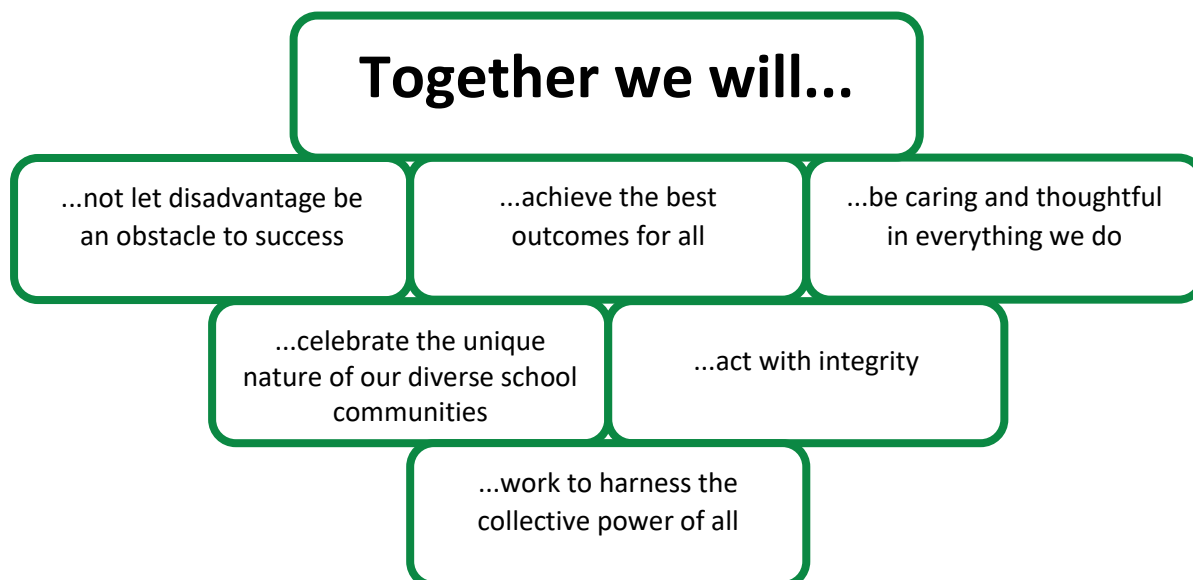 Together we will...
...not let disadvantage be
an obstacle to success
...achieve the best
outcomes for all
...be caring and thoughtful
in everything we do
...celebrate the unique
nature of our diverse school
communities
...act with integrity
...work to harness the
collective power of all